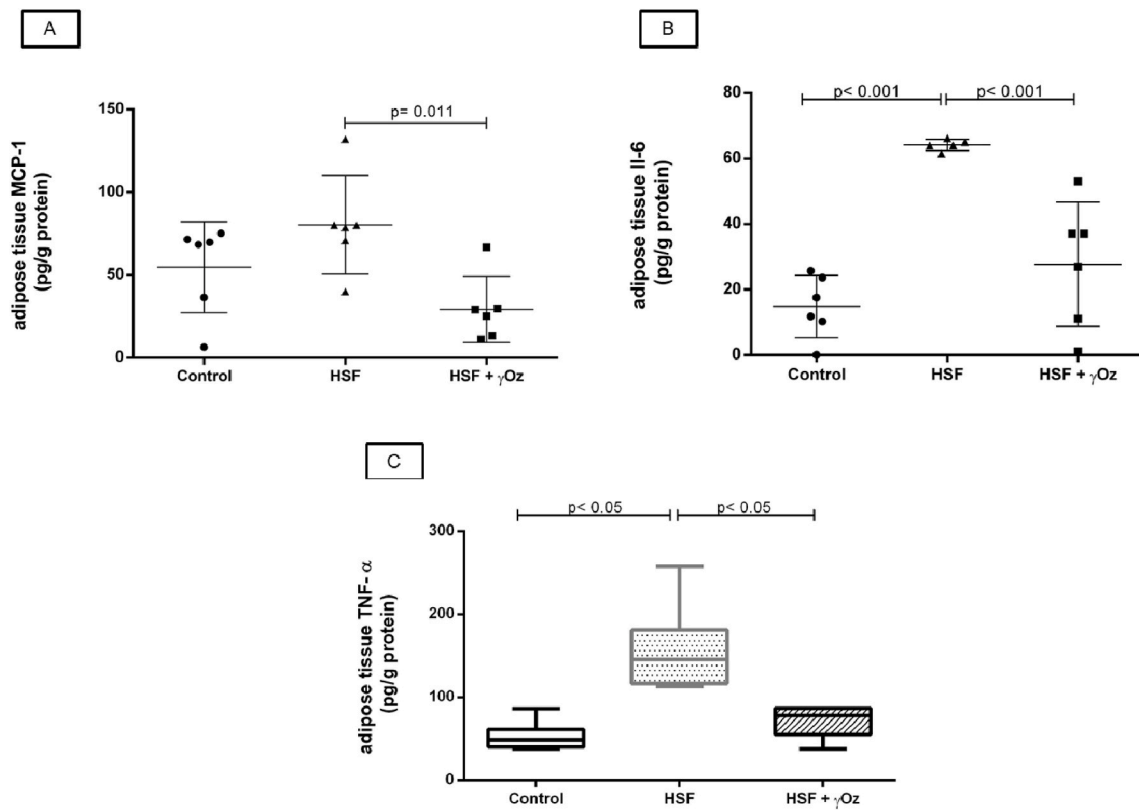 A
adipose tissue MCP-1
(pg/g protein)
150
100
50
0
p= 0.011
Control
HSF
HSF + γOz
B
adipose tissue Il-6
(pg/g protein)
80
60
40
20
0
p< 0.001
p< 0.001
Control
HSF
HSF + γOz
C
adipose tissue TNF- α
(pg/g protein)
300
200
100
0
p< 0.05
p< 0.05
Control
HSF
HSF + γOz